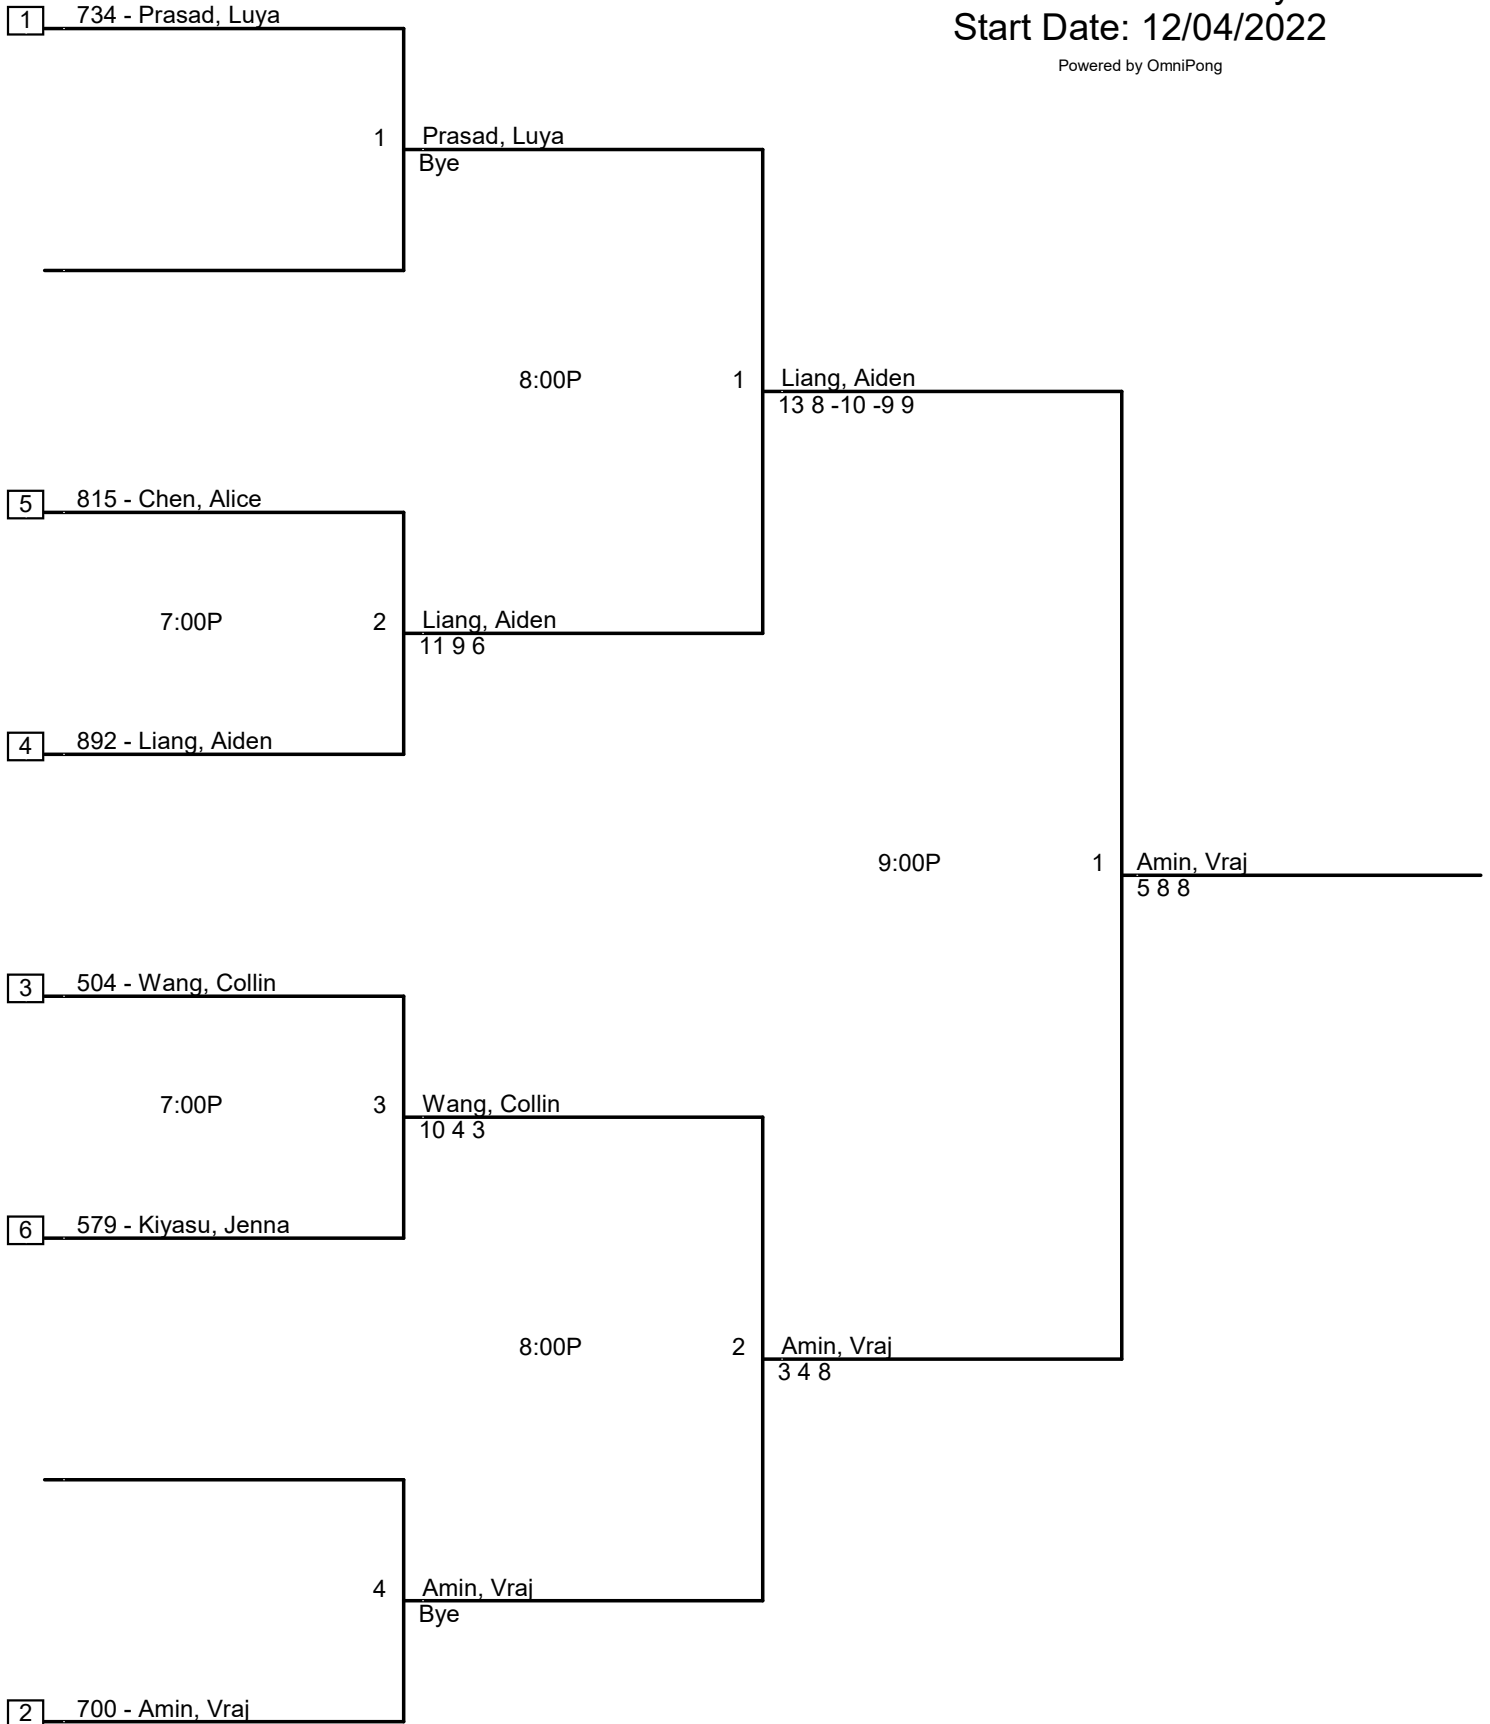 Start Date: 12/04/2022
Powered by OmniPong
1 734 - Prasad, Luya
1 Prasad, Luya
Bye
8:00P 1 Liang, Aiden
13 8 -10 -9 9
5 815 - Chen, Alice
7:00P 2 Liang, Aiden
11 9 6
4 892 - Liang, Aiden
9:00P 1 Amin, Vraj
5 8 8
3 504 - Wang, Collin
7:00P 3 Wang, Collin
10 4 3
6 579 - Kiyasu, Jenna
8:00P 2 Amin, Vraj
3 4 8
4 Amin, Vraj
Bye
2 700 - Amin, Vraj